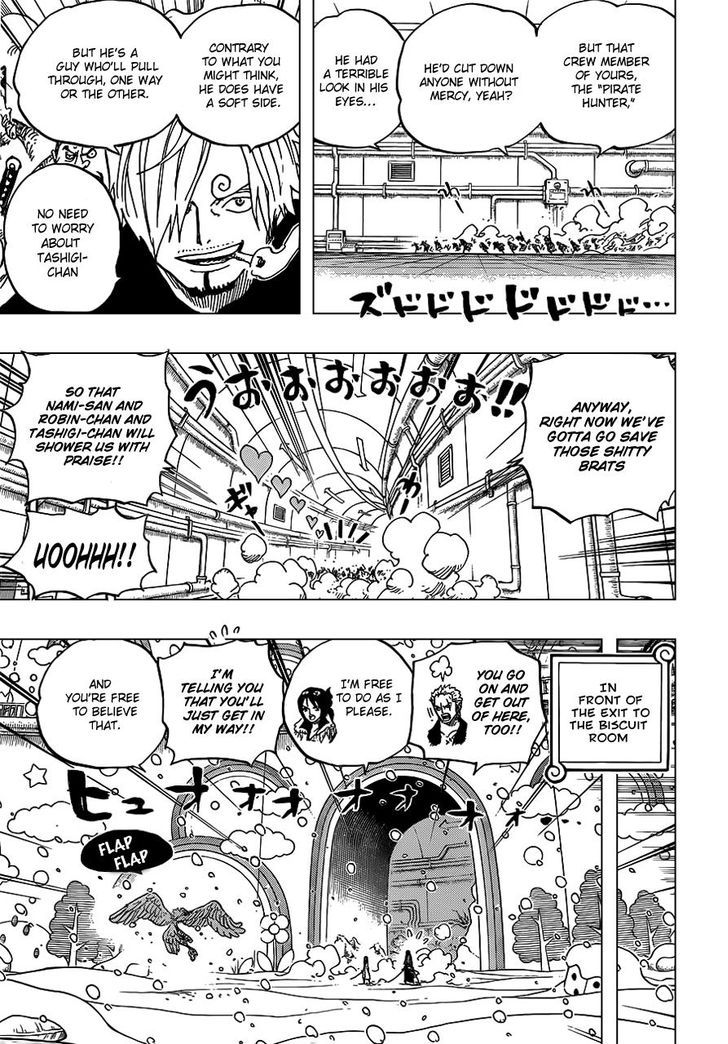 BUT THAT
CREW MEMBER
OF YOURS,
THE "PIRATE
HUNTER,"
HE'D CUT DOWN
ANYONE WITHOUT
MERCY, YEAH?
HE HAD
A TERRIBLE
LOOK IN HIS
EYES...
わ
わ
ズドドドドドドドド...
CONTRARY
TO WHAT YOU
MIGHT THINK,
HE DOES HAVE
A SOFT SIDE.
BUT HE'S A
GUY WHO'LL PULL
THROUGH, ONE WAY
OR THE OTHER.
NO NEED
TO WORRY
ABOUT
TASHIGI-
CHAN
ANYWAY,
RIGHT NOW WE'VE
GOTTA GO SAVE
THOSE SHITTY
BRATS
うおおおおおおお!!
SO THAT
NAMI-SAN AND
ROBIN-CHAN AND
TASHIGI-CHAN WILL
SHOWER US WITH
PRAISE!!
UOOHHH!!
IN
FRONT OF
THE EXIT TO
THE BISCUIT
ROOM
YOU GO
ON AND
GET OUT
OF HERE,
TOO!!
I'M FREE
TO DO AS I
PLEASE.
I'M
TELLING YOU
THAT YOU'LL
JUST GET IN
MY WAY!!
AND
YOU'RE FREE
TO BELIEVE
THAT.
ヒュオオオオオオ
FLAP
FLAP